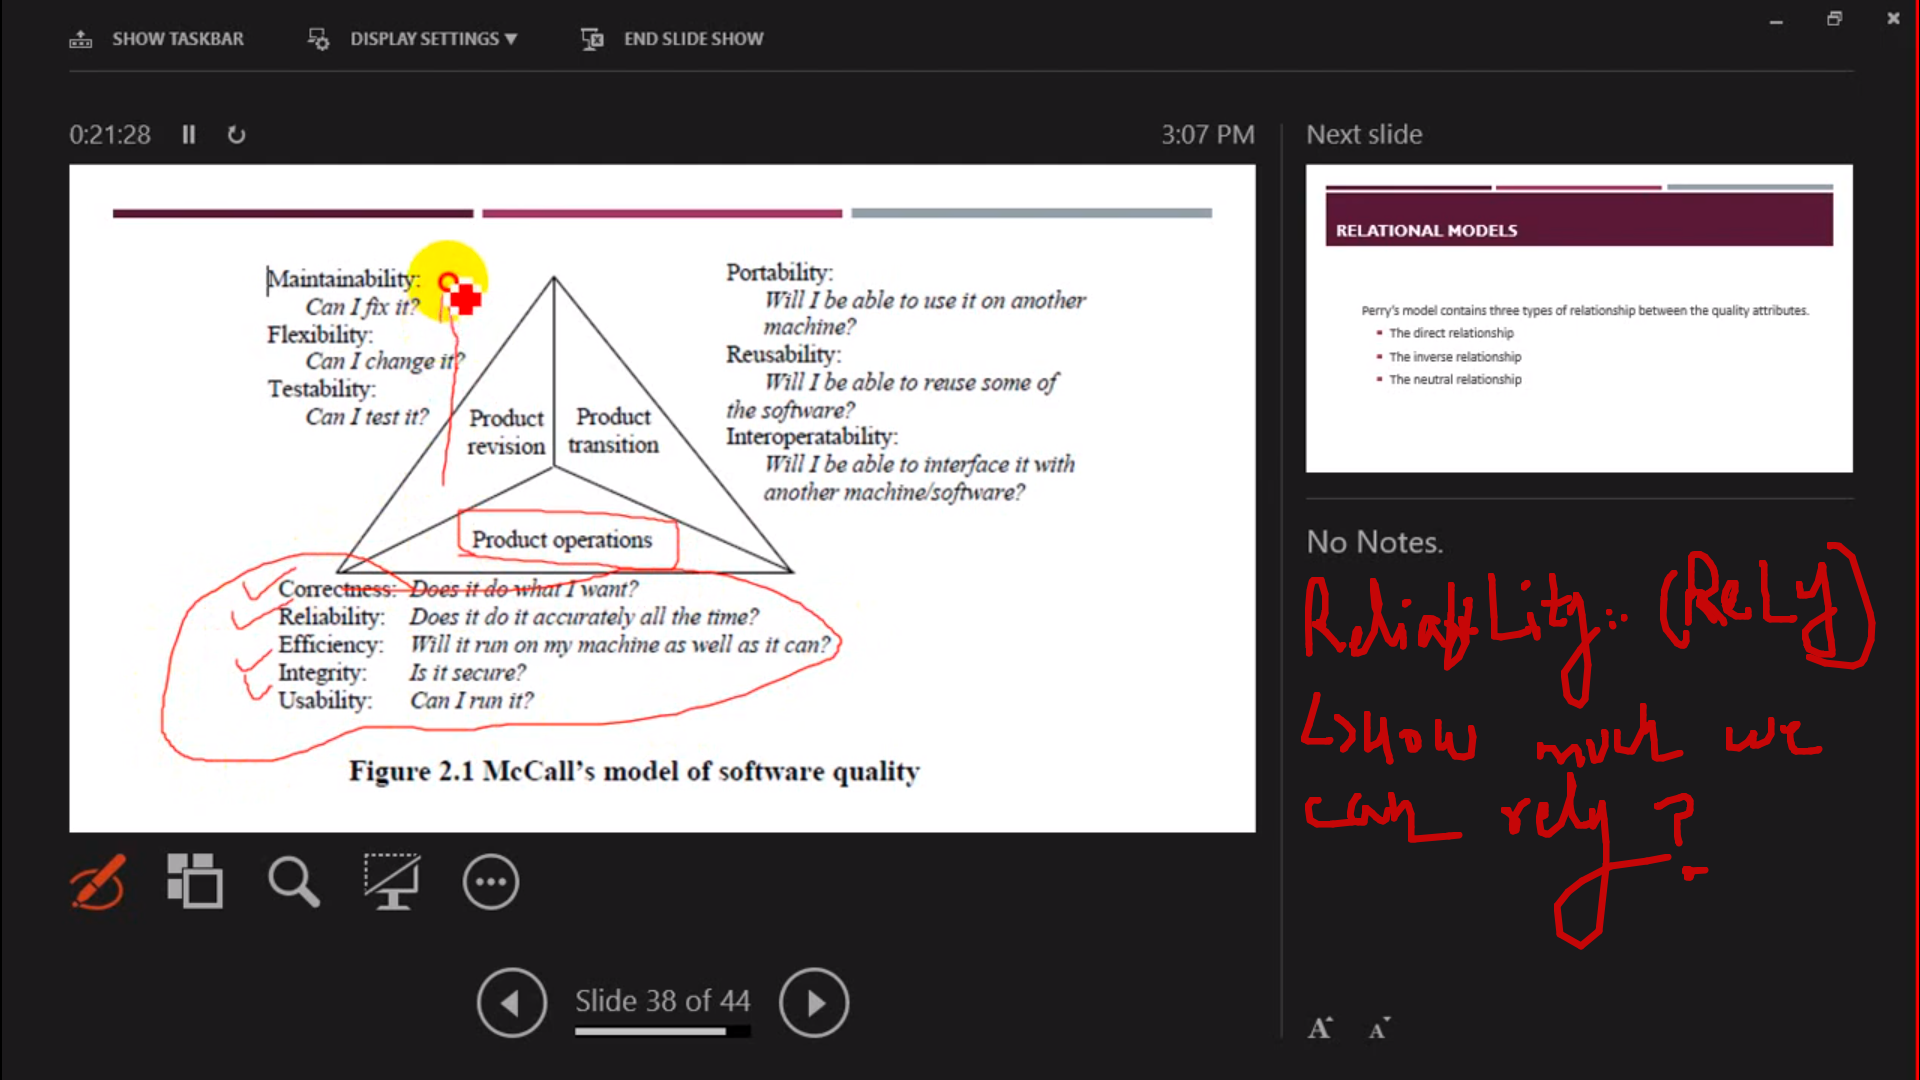 SHOW TASKBAR
DISPLAY SETTINGS ▼
END SLIDE SHOW
0:21:28
3:07 PM
Maintainability:
Can I fix it?
Flexibility:
Can I change it?
Testability:
Can I test it?
Product
revision
Product
transition
Portability:
Will I be able to use it on another
machine?
Reusability:
Will I be able to reuse some of
the software?
Interoperatability:
Will I be able to interface it with
another machine/software?
Product operations
Correctness: Does it do what I want?
Reliability: Does it do it accurately all the time?
Efficiency: Will it run on my machine as well as it can?
Integrity: Is it secure?
Usability: Can I run it?
Figure 2.1 McCall's model of software quality
Slide 38 of 44
Next slide
RELATIONAL MODELS
Perry's model contains three types of relationship between the quality attributes.
▪ The direct relationship
▪ The inverse relationship
▪ The neutral relationship
No Notes.
Reliability:. (ReLy)
↳ How much we
can rely ?
A A